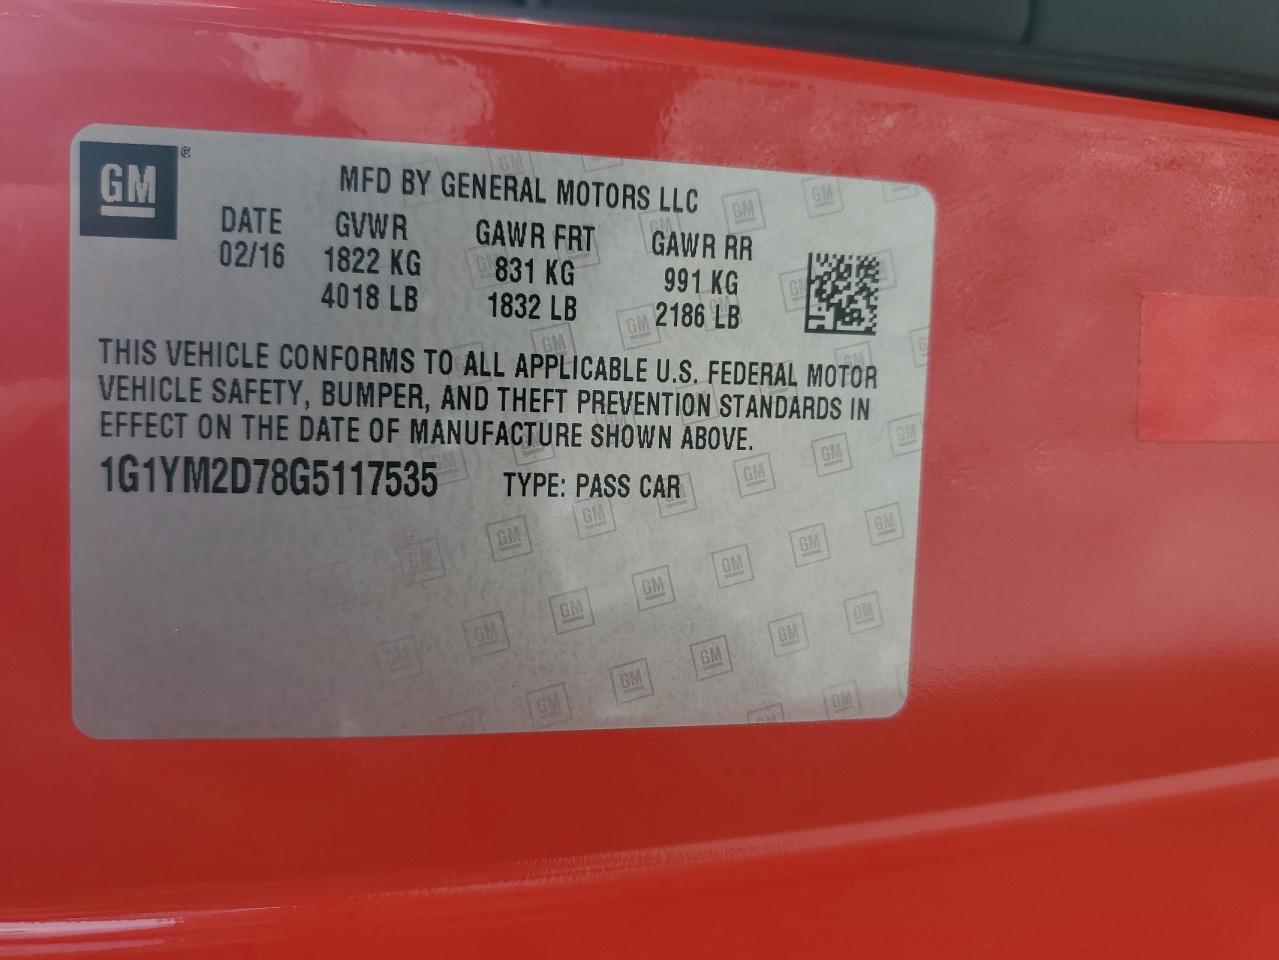 GM®
MFD BY GENERAL MOTORS LLC
DATE GVWR GAWR FRT GAWR RR
02/16 1822 KG 831 KG 991 KG
4018 LB 1832 LB 2186 LB
THIS VEHICLE CONFORMS TO ALL APPLICABLE U.S. FEDERAL MOTOR
VEHICLE SAFETY, BUMPER, AND THEFT PREVENTION STANDARDS IN
EFFECT ON THE DATE OF MANUFACTURE SHOWN ABOVE.
1G1YM2D78G5117535 TYPE: PASS CAR